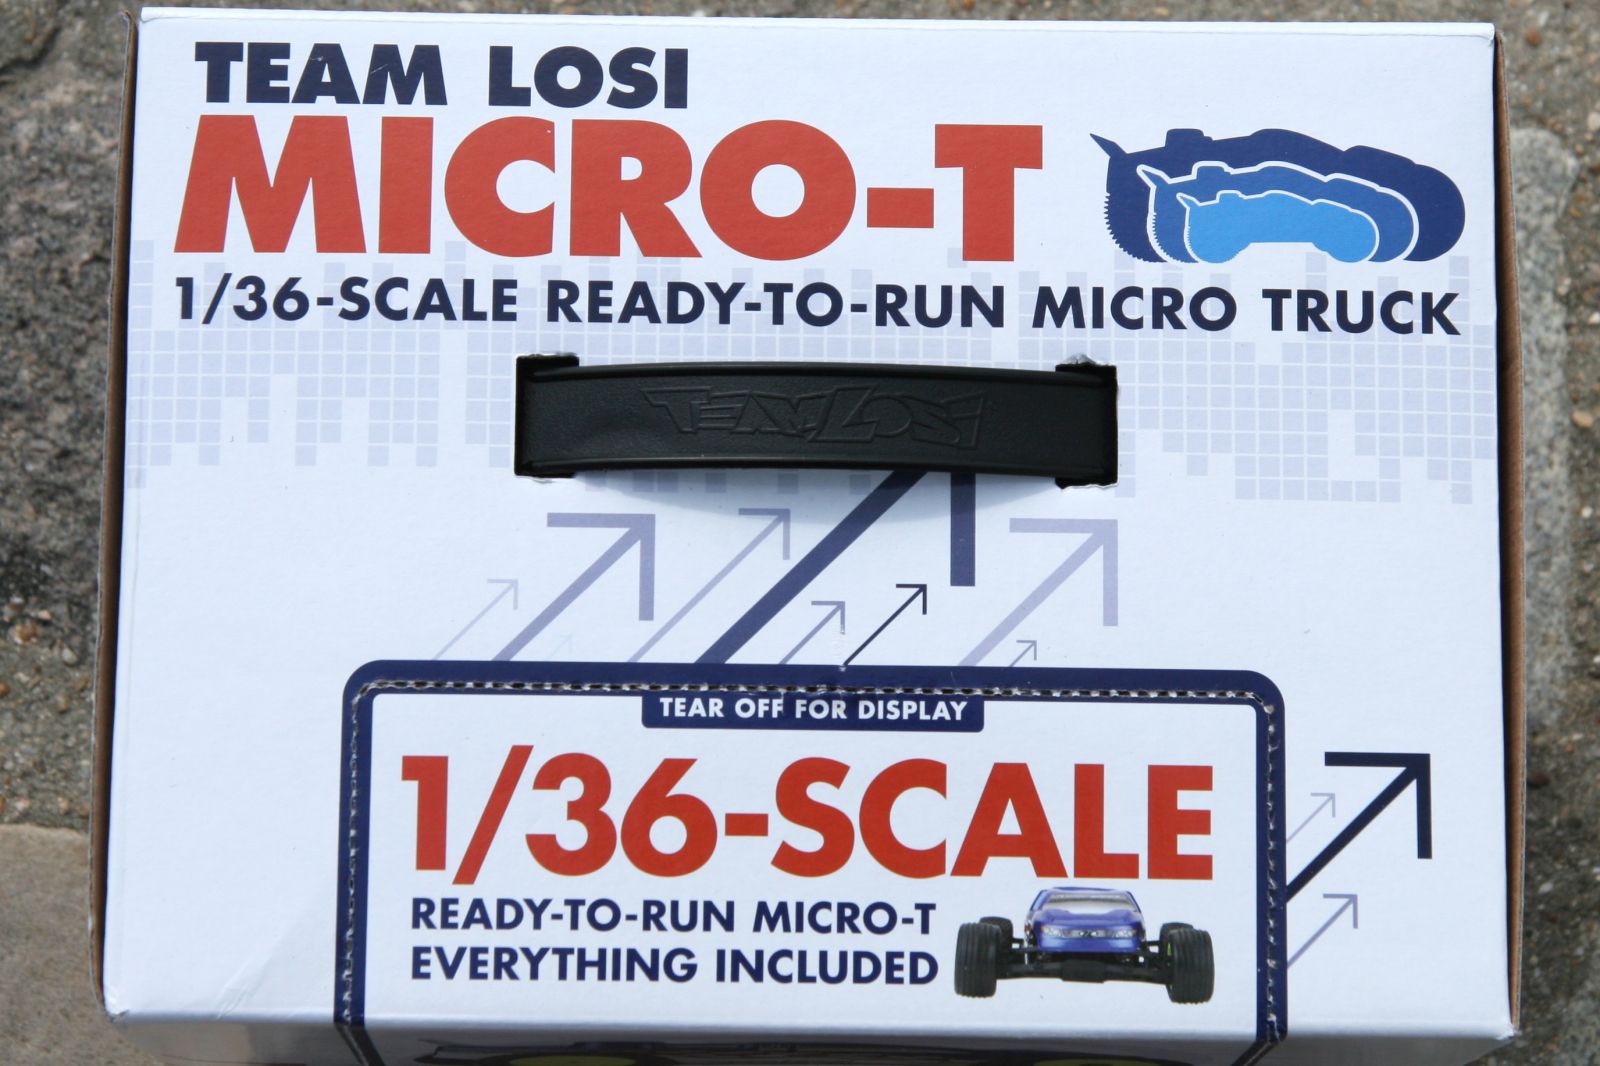 TEAM LOSI
MICRO-T
1/36-SCALE READY-TO-RUN MICRO TRUCK
TEAM LOSI
TEAR OFF FOR DISPLAY
1/36-SCALE
READY-TO-RUN MICRO-T
EVERYTHING INCLUDED